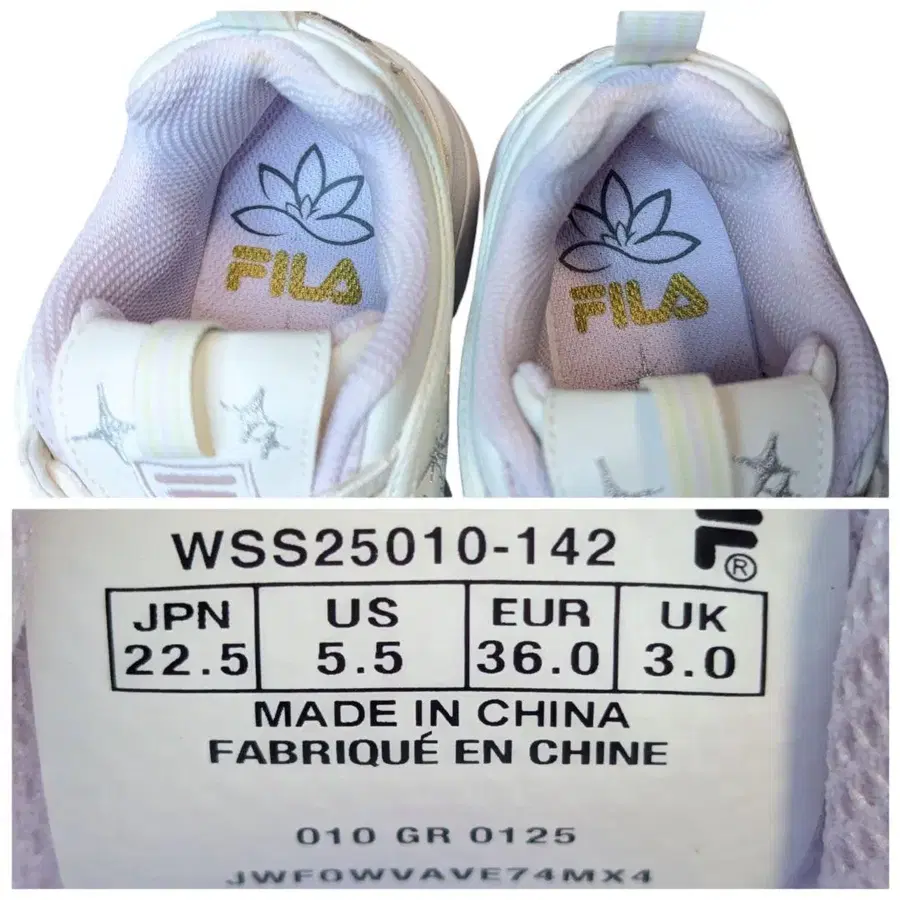 FILA
FILA
WSS25010-142
JPN US EUR UK
22.5 5.5 36.0 3.0
MADE IN CHINA
FABRIQUÉ EN CHINE
010 GR 0125
JWFOWVAVE74MX4